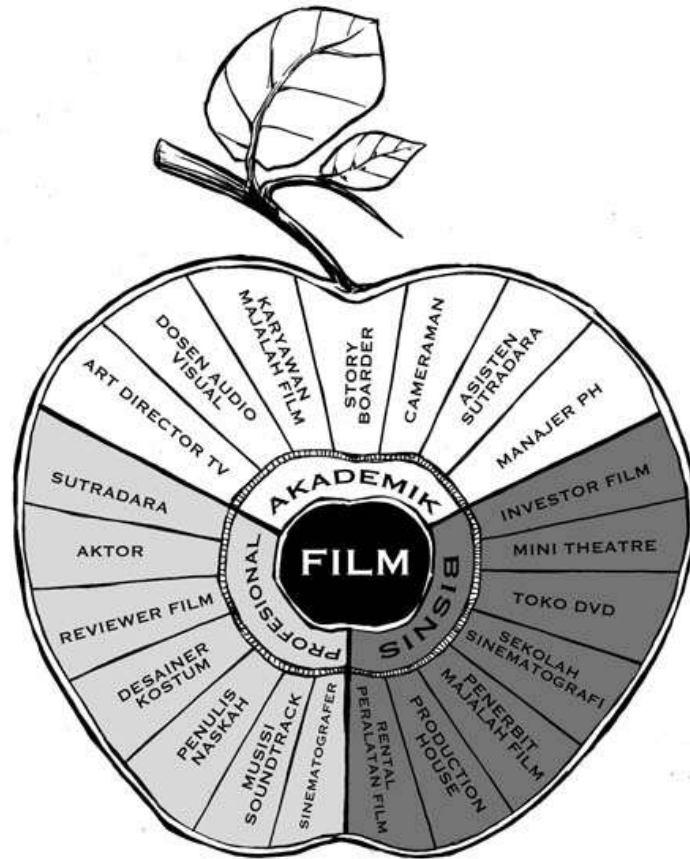 FILM
AKADEMIK
ART DIRECTOR TV
DOSEN AUDIO
VISUAL
KARYAWAN
MAJALAH FILM
STORY
BOARDER
CAMERAMAN
ASISTEN
SUTRADARA
MANAJER PH
BISNIS
INVESTOR FILM
MINI THEATRE
TOKO DVD
SEKOLAH
SINEMATOGRAFI
PENERBIT
MAJALAH FILM
PRODUCTION
HOUSE
RENTAL
PERALATAN FILM
PROFESIONAL
SUTRADARA
AKTOR
REVIEWER FILM
DESAINER
KOSTUM
PENULIS
NASKAH
MUSISI
SOUNDTRACK
SINEMATOGRAFER